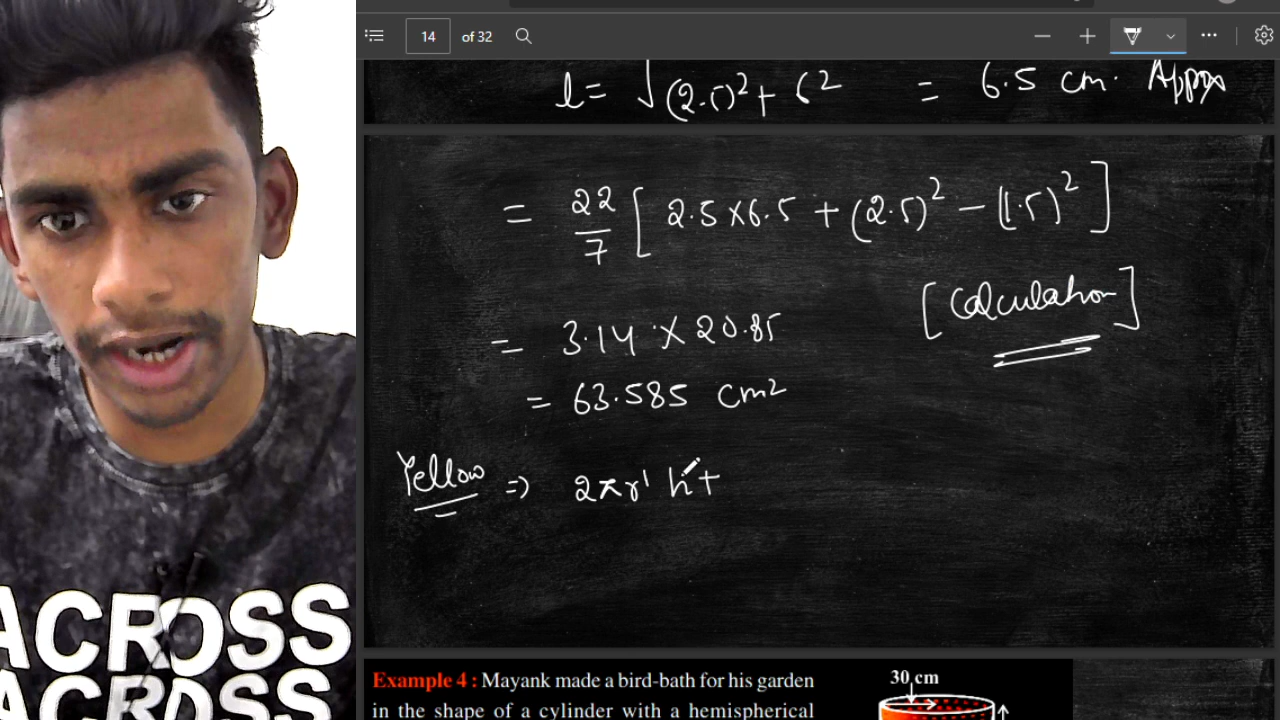 14 of 32
l = √(2.5)² + 6² = 6.5 cm. Appx
= 22/7 [ 2.5×6.5 + (2.5)² − (1.5)² ]
[Calculation]
= 3.14 × 20.85
= 63.585 cm²
Yellow => 2πr' h' +
ACROSS
ACROSS
Example 4 : Mayank made a bird-bath for his garden
in the shape of a cylinder with a hemispherical
30 cm